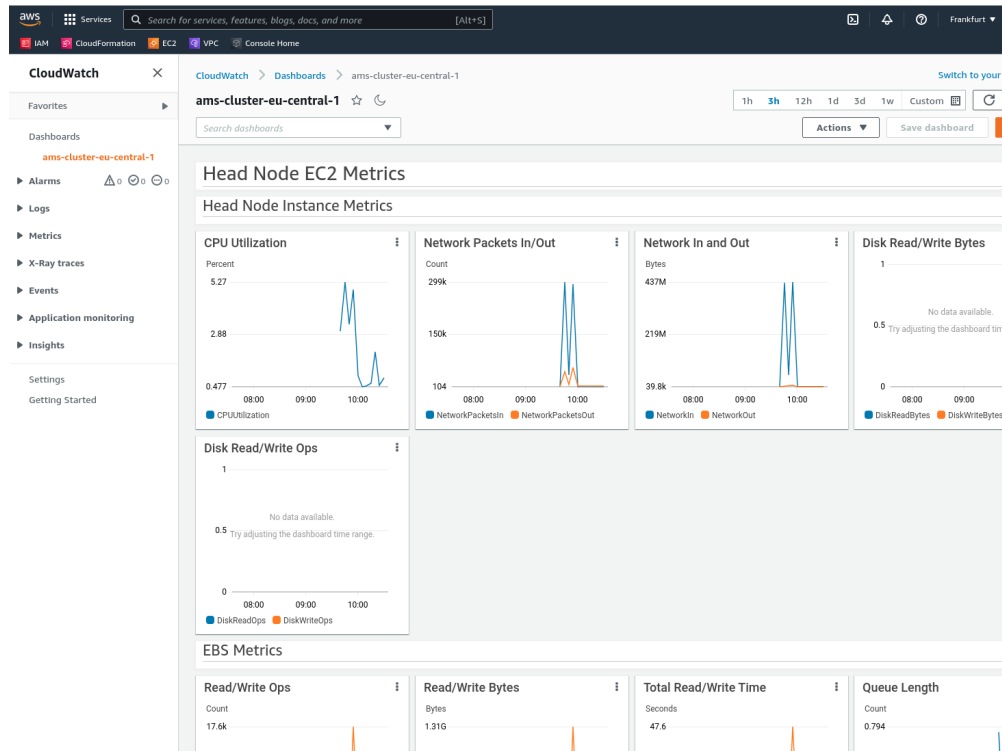 aws Services Search for services, features, blogs, docs, and more [Alt+S] Frankfurt ▼
IAM CloudFormation EC2 VPC Console Home
CloudWatch
Favorites
Dashboards
ams-cluster-eu-central-1
Alarms 0 0 0
Logs
Metrics
X-Ray traces
Events
Application monitoring
Insights
Settings
Getting Started
CloudWatch > Dashboards > ams-cluster-eu-central-1
Switch to your
ams-cluster-eu-central-1
1h 3h 12h 1d 3d 1w Custom
Search dashboards
Actions ▼ Save dashboard
Head Node EC2 Metrics
Head Node Instance Metrics
CPU Utilization
Percent
5.27
2.88
0.477
08:00 09:00 10:00
CPUUtilization
Network Packets In/Out
Count
299k
150k
104
08:00 09:00 10:00
NetworkPacketsIn NetworkPacketsOut
Network In and Out
Bytes
437M
219M
39.8k
08:00 09:00 10:00
NetworkIn NetworkOut
Disk Read/Write Bytes
1
No data available.
0.5 Try adjusting the dashboard tim
0
08:00 09:00
DiskReadBytes DiskWriteBytes
Disk Read/Write Ops
1
No data available.
0.5 Try adjusting the dashboard time range.
0
08:00 09:00 10:00
DiskReadOps DiskWriteOps
EBS Metrics
Read/Write Ops
Count
17.6k
Read/Write Bytes
Bytes
1.31G
Total Read/Write Time
Seconds
47.6
Queue Length
Count
0.794